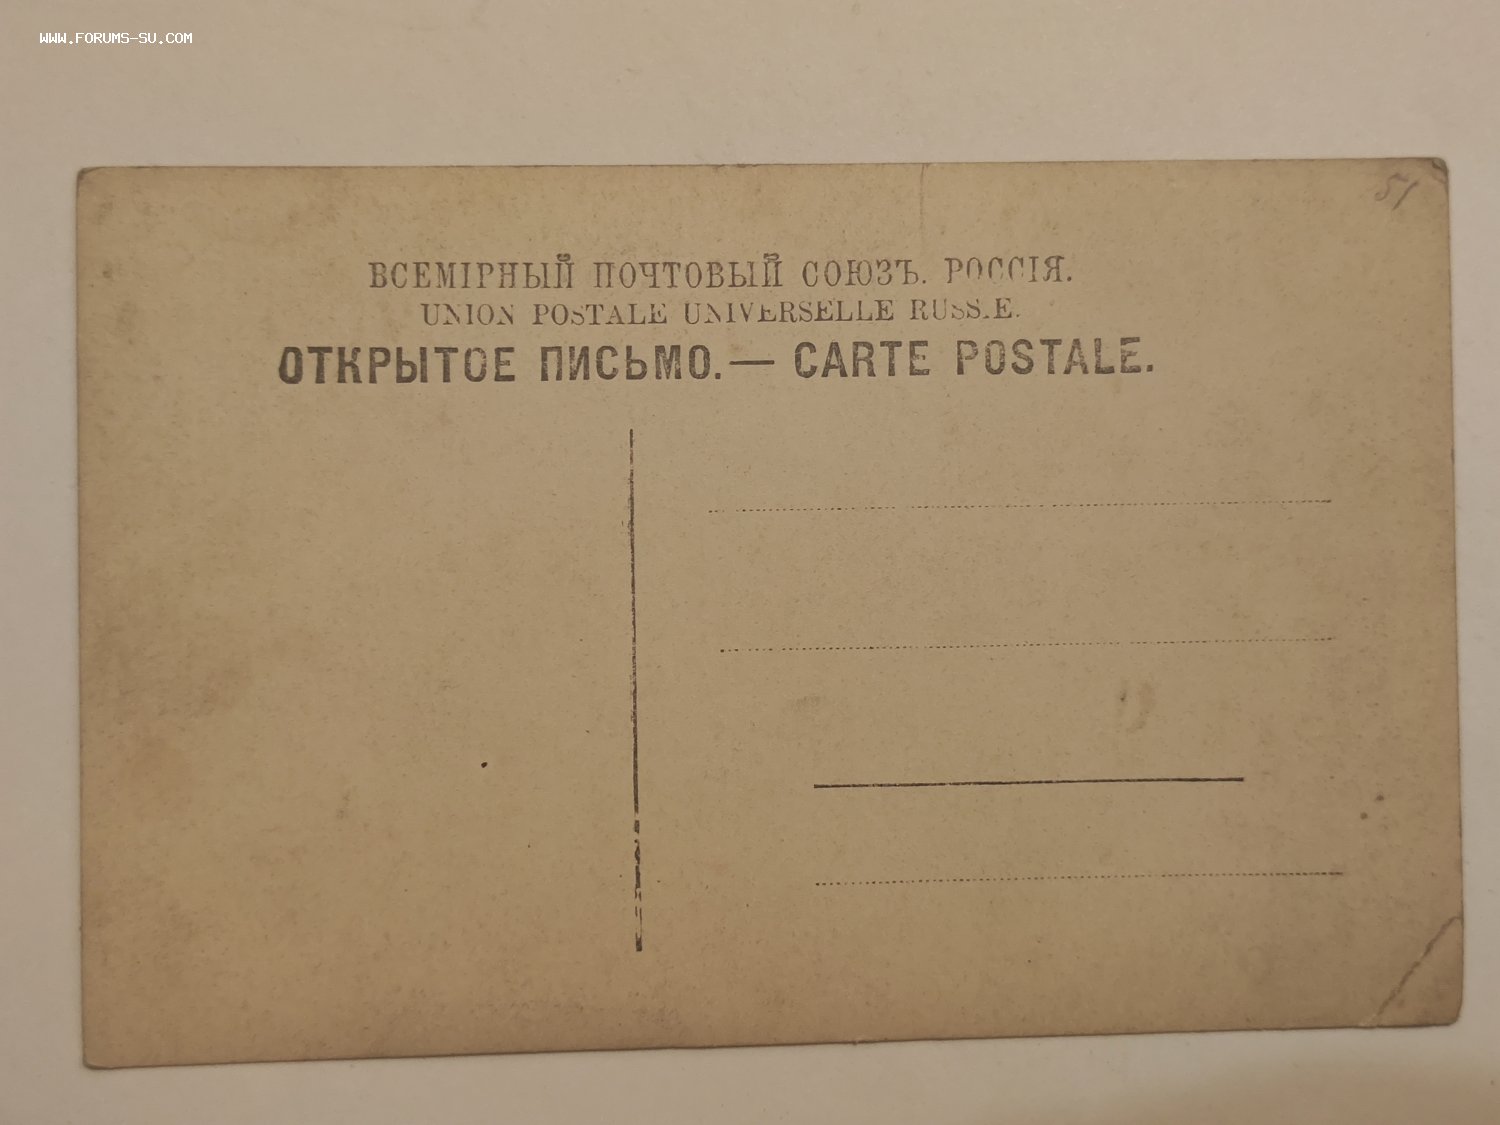 WWW.FORUMS-SU.COM
51
ВСЕМІРНЫЙ ПОЧТОВЫЙ СОЮЗЪ. РОССІЯ.
UNION POSTALE UNIVERSELLE RUSSIE.
ОТКРЫТОЕ ПИСЬМО.— CARTE POSTALE.